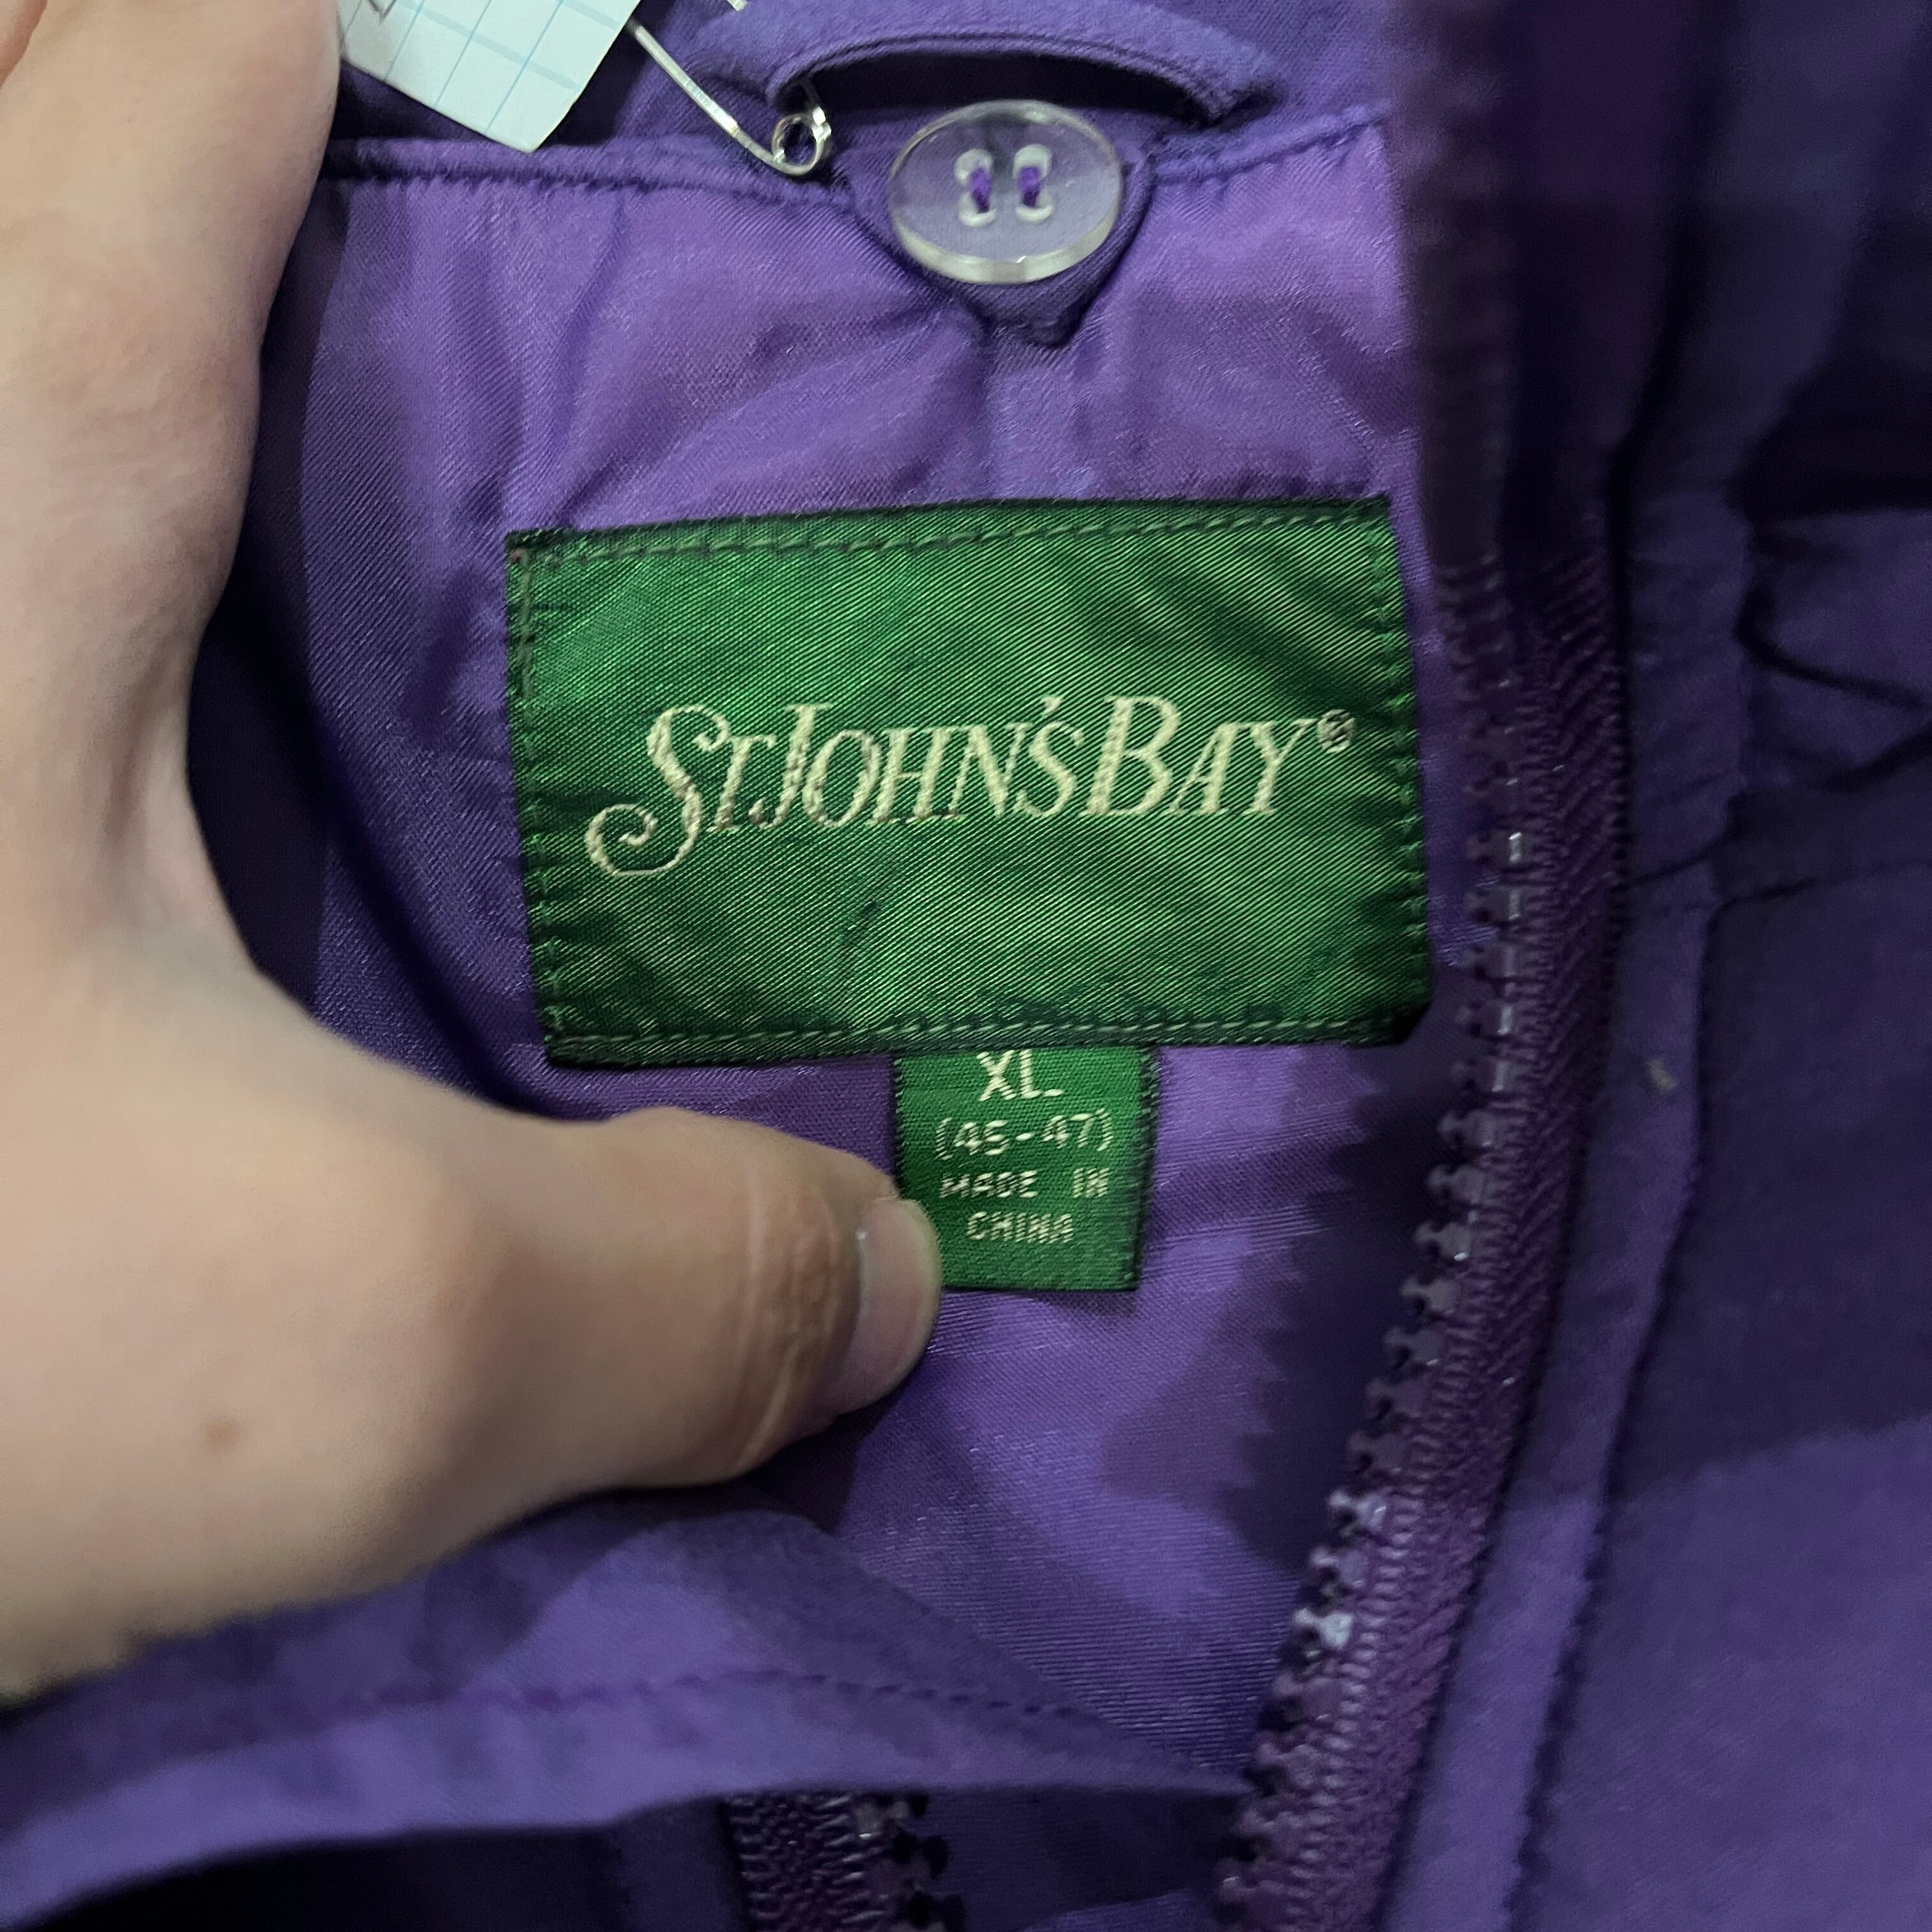 ST JOHN'S BAY®
XL
(45-47)
MADE IN
CHINA